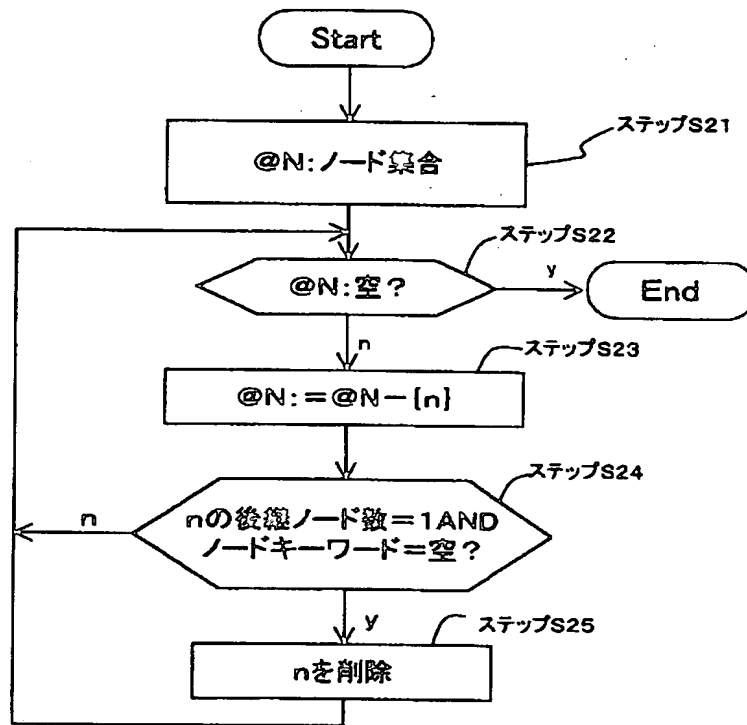 Start
ステップS21
@N:ノード集合
ステップS22
@N:空?
y
End
n
ステップS23
@N:=@N-{n}
ステップS24
nの後継ノード数=1AND
ノードキーワード=空?
n
y
ステップS25
nを削除